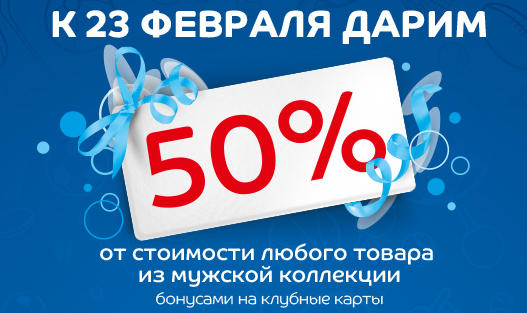 К 23 ФЕВРАЛЯ ДАРИМ
50%
от стоимости любого товара
из мужской коллекции
бонусами на клубные карты